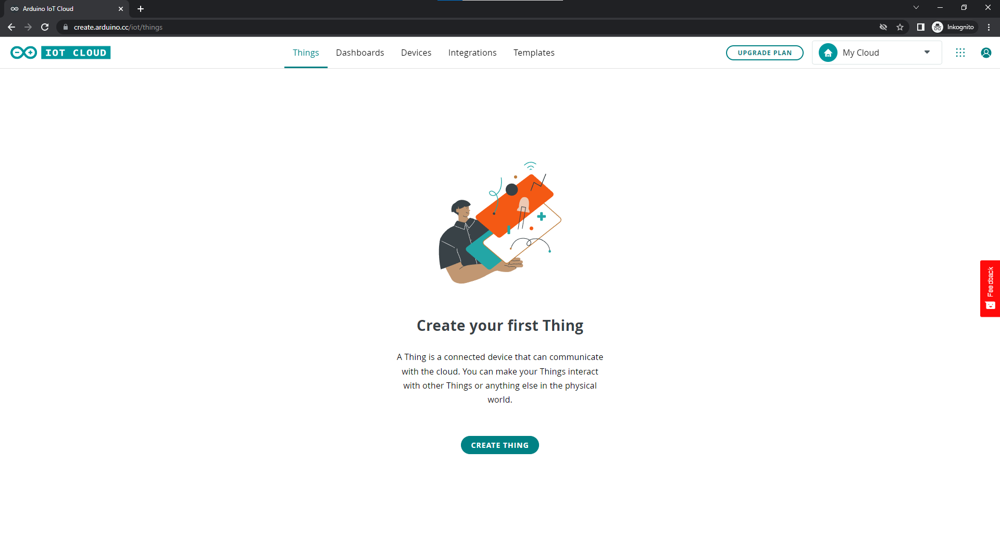 Arduino IoT Cloud
create.arduino.cc/iot/things
Inkognito
IOT CLOUD
Things Dashboards Devices Integrations Templates
UPGRADE PLAN
My Cloud
Feedback
Create your first Thing
A Thing is a connected device that can communicate
with the cloud. You can make your Things interact
with other Things or anything else in the physical
world.
CREATE THING